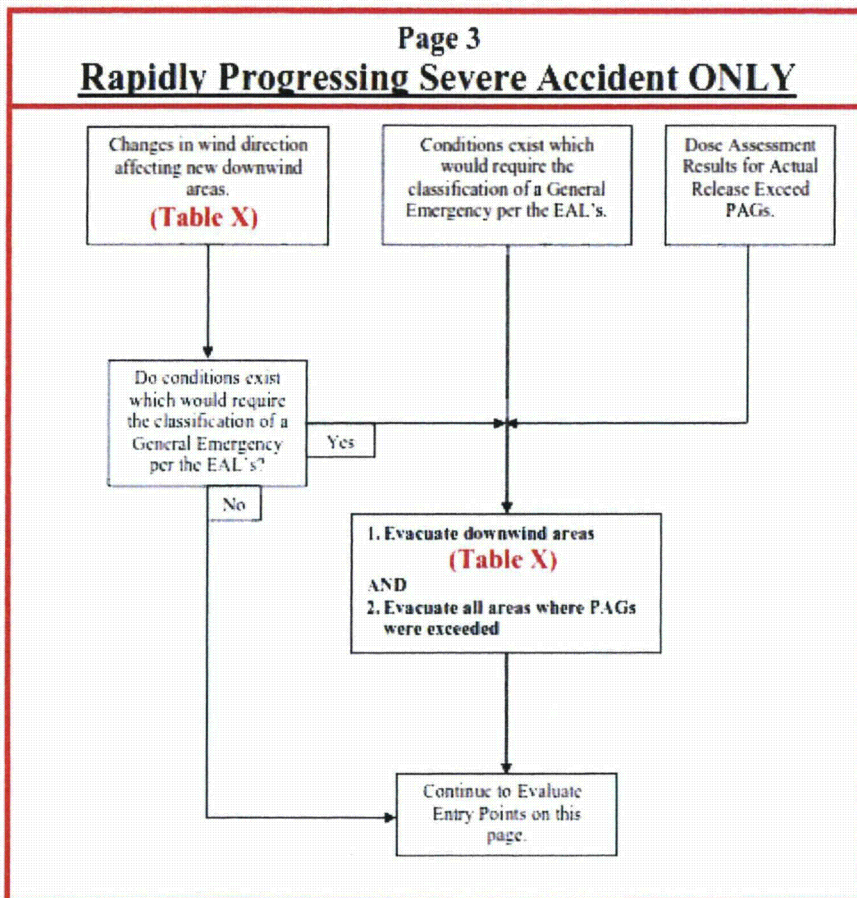 Page 3
Rapidly Progressing Severe Accident ONLY
Changes in wind direction
affecting new downwind
areas.
(Table X)
Conditions exist which
would require the
classification of a General
Emergency per the EAL's.
Dose Assessment
Results for Actual
Release Exceed
PAGs.
Do conditions exist
which would require
the classification of a
General Emergency
per the EAL's?
Yes
No
1. Evacuate downwind areas
(Table X)
AND
2. Evacuate all areas where PAGs
were exceeded
Continue to Evaluate
Entry Points on this
page.